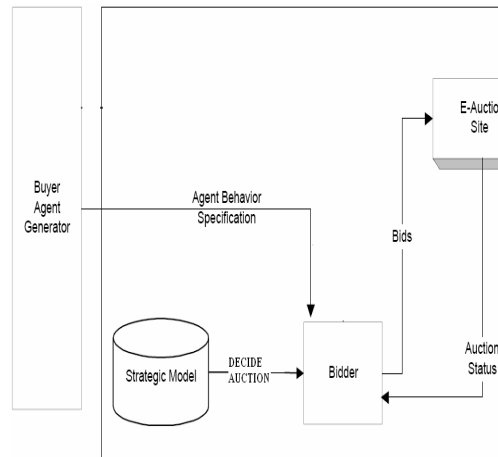 E-Auctio
Site
Buyer
Agent
Generator
Agent Behavior
Specification
Bids
Strategic Model
DECIDE
AUCTION
Bidder
Auction
Status